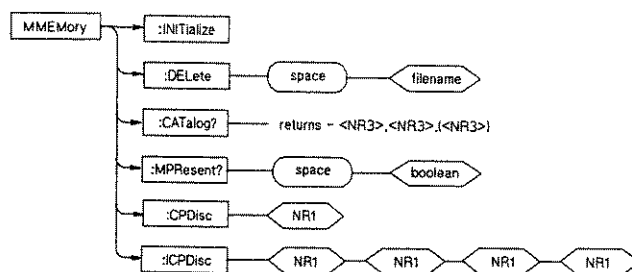 MMEMory
:INITialize
:DELete space filename
:CATalog? returns - <NR3>,<NR3>,{<NR3>}
:MPResent? space boolean
:CPDisc NR1
:ICPDisc NR1 NR1 NR1 NR1